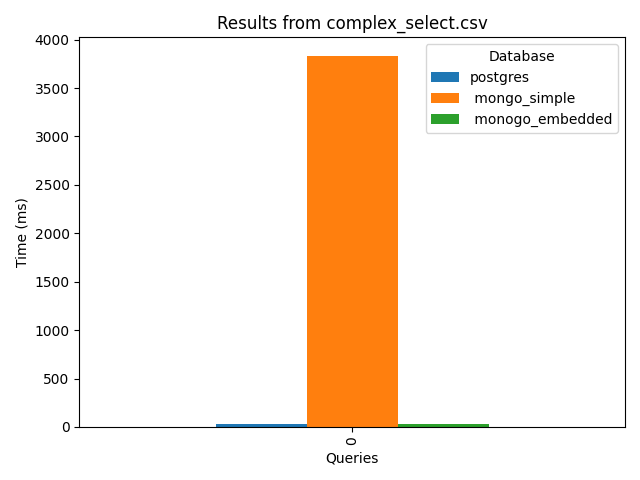 Results from complex_select.csv
Time (ms)
4000
3500
3000
2500
2000
1500
1000
500
0
Database
postgres
mongo_simple
monogo_embedded
0
Queries